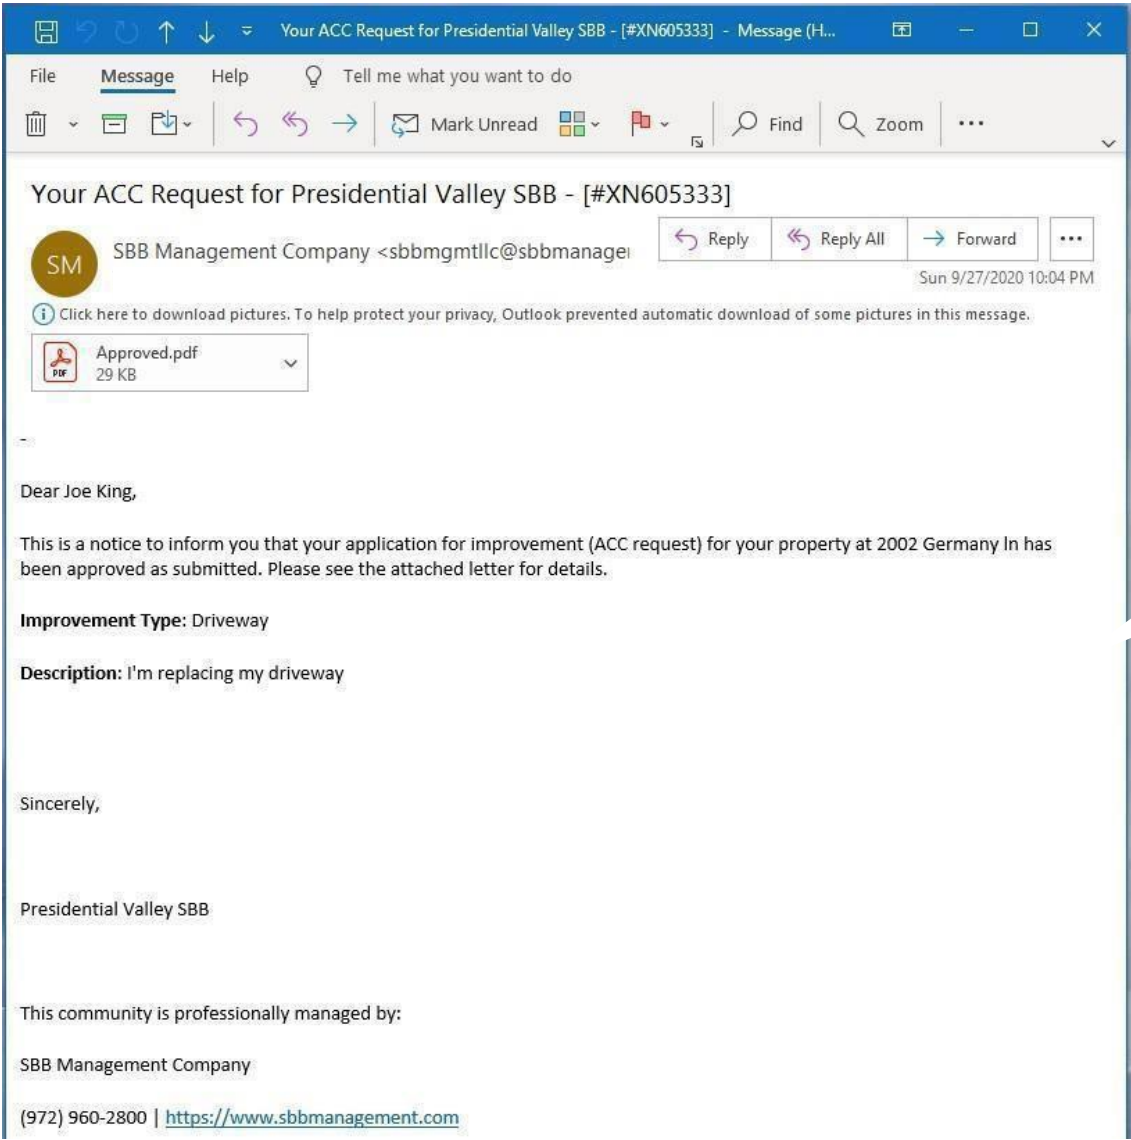 Your ACC Request for Presidential Valley SBB - [#XN605333] - Message (H...
File Message Help Tell me what you want to do
Mark Unread Find Zoom ...
Your ACC Request for Presidential Valley SBB - [#XN605333]
SM
SBB Management Company <sbbmgmtllc@sbbmanager
Reply Reply All Forward ...
Sun 9/27/2020 10:04 PM
Click here to download pictures. To help protect your privacy, Outlook prevented automatic download of some pictures in this message.
PDF
Approved.pdf
29 KB
-
Dear Joe King,
This is a notice to inform you that your application for improvement (ACC request) for your property at 2002 Germany ln has
been approved as submitted. Please see the attached letter for details.
Improvement Type: Driveway
Description: I'm replacing my driveway
Sincerely,
Presidential Valley SBB
This community is professionally managed by:
SBB Management Company
(972) 960-2800 | https://www.sbbmanagement.com